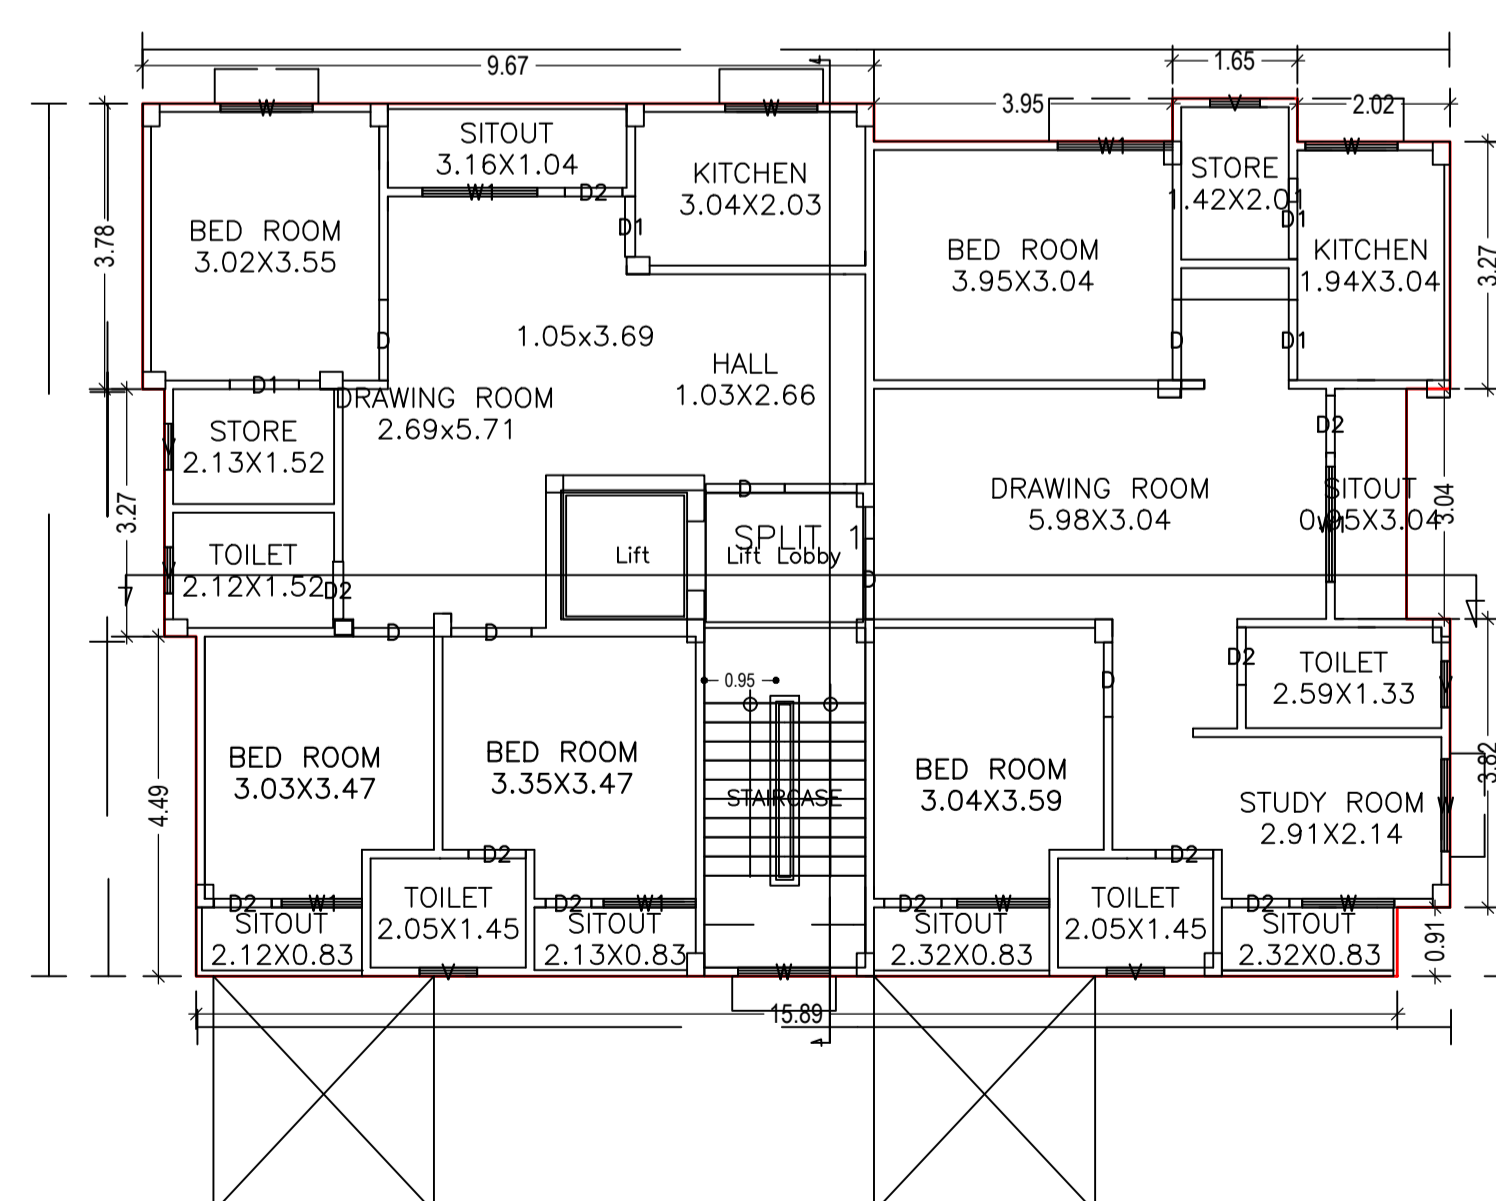 9.67
1.65
3.95
2.02
W
W
V
W1
W
SITOUT
3.16X1.04
KITCHEN
3.04X2.03
STORE
1.42X2.01
W1
D2
D1
D1
BED ROOM
3.02X3.55
BED ROOM
3.95X3.04
KITCHEN
1.94X3.04
3.78
3.27
D
1.05x3.69
D
D1
HALL
1.03X2.66
D1
DRAWING ROOM
2.69x5.71
D2
STORE
2.13X1.52
V
3.27
D
DRAWING ROOM
5.98X3.04
SITOUT
0.95X3.04
W1
3.04
SPLIT 1
Lift
Lift Lobby
TOILET
2.12X1.52
V
D2
D
D
D
D2
TOILET
2.59X1.33
V
0.95
D
BED ROOM
3.03X3.47
BED ROOM
3.35X3.47
BED ROOM
3.04X3.59
STUDY ROOM
2.91X2.14
W
3.82
4.49
STAIRCASE
D2
D2
D2
W1
D2
W1
D2
W
D2
W
SITOUT
2.12X0.83
TOILET
2.05X1.45
SITOUT
2.13X0.83
SITOUT
2.32X0.83
TOILET
2.05X1.45
SITOUT
2.32X0.83
0.91
V
W
V
15.89